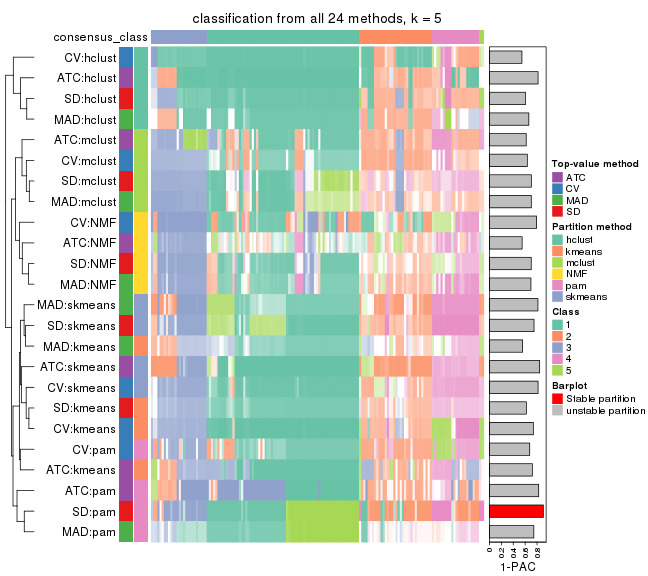 classification from all 24 methods, k = 5
consensus_class
CV:hclust
ATC:hclust
SD:hclust
MAD:hclust
ATC:mclust
CV:mclust
SD:mclust
MAD:mclust
CV:NMF
ATC:NMF
SD:NMF
MAD:NMF
MAD:skmeans
SD:skmeans
MAD:kmeans
ATC:skmeans
CV:skmeans
SD:kmeans
CV:kmeans
CV:pam
ATC:kmeans
ATC:pam
SD:pam
MAD:pam
0
0.2
0.4
0.6
0.8
1-PAC
Top-value method
ATC
CV
MAD
SD
Partition method
hclust
kmeans
mclust
NMF
pam
skmeans
Class
1
2
3
4
5
Barplot
Stable partition
unstable partition